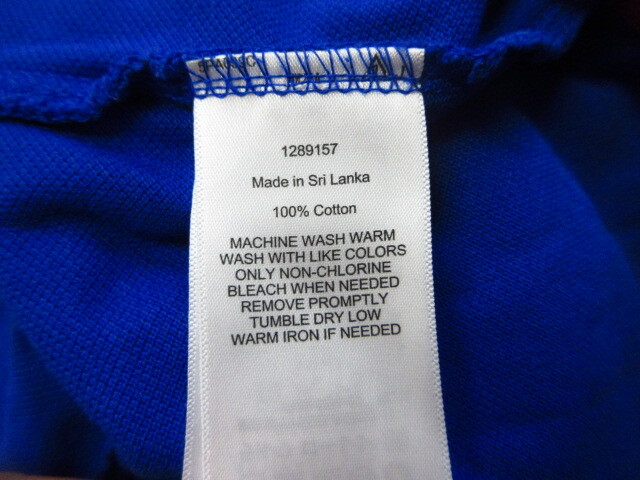 1289157
Made in Sri Lanka
100% Cotton
MACHINE WASH WARM
WASH WITH LIKE COLORS
ONLY NON-CHLORINE
BLEACH WHEN NEEDED
REMOVE PROMPTLY
TUMBLE DRY LOW
WARM IRON IF NEEDED